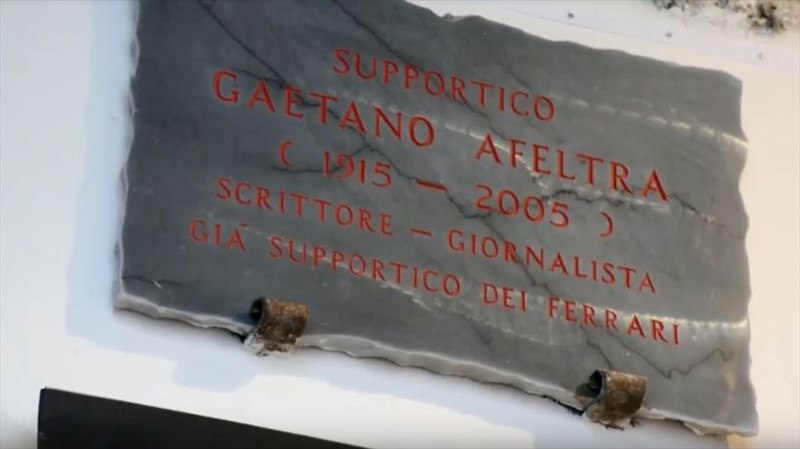 SUPPORTICO
GAETANO AFELTRA
( 1915 – 2005 )
SCRITTORE – GIORNALISTA
GIÀ SUPPORTICO DEI FERRARI